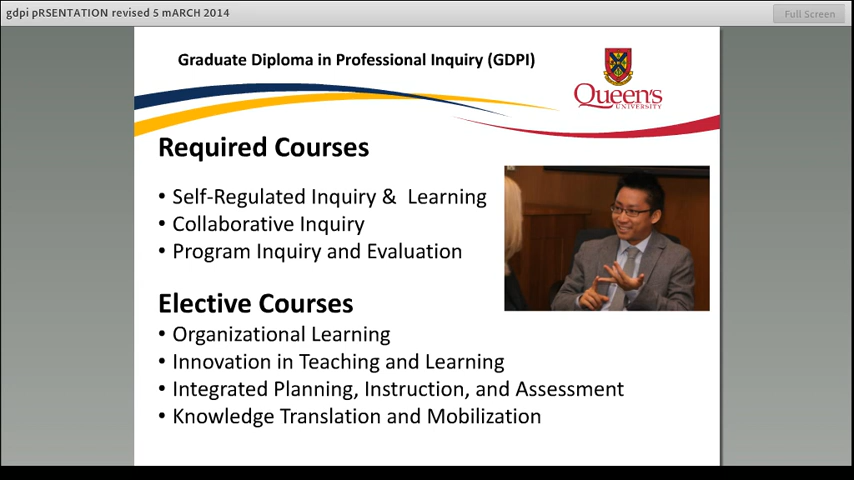 gdpi pRSENTATION revised 5 mARCH 2014
Full Screen
Graduate Diploma in Professional Inquiry (GDPI)
Queen's
UNIVERSITY
Required Courses
• Self-Regulated Inquiry &  Learning
• Collaborative Inquiry
• Program Inquiry and Evaluation
Elective Courses
• Organizational Learning
• Innovation in Teaching and Learning
• Integrated Planning, Instruction, and Assessment
• Knowledge Translation and Mobilization